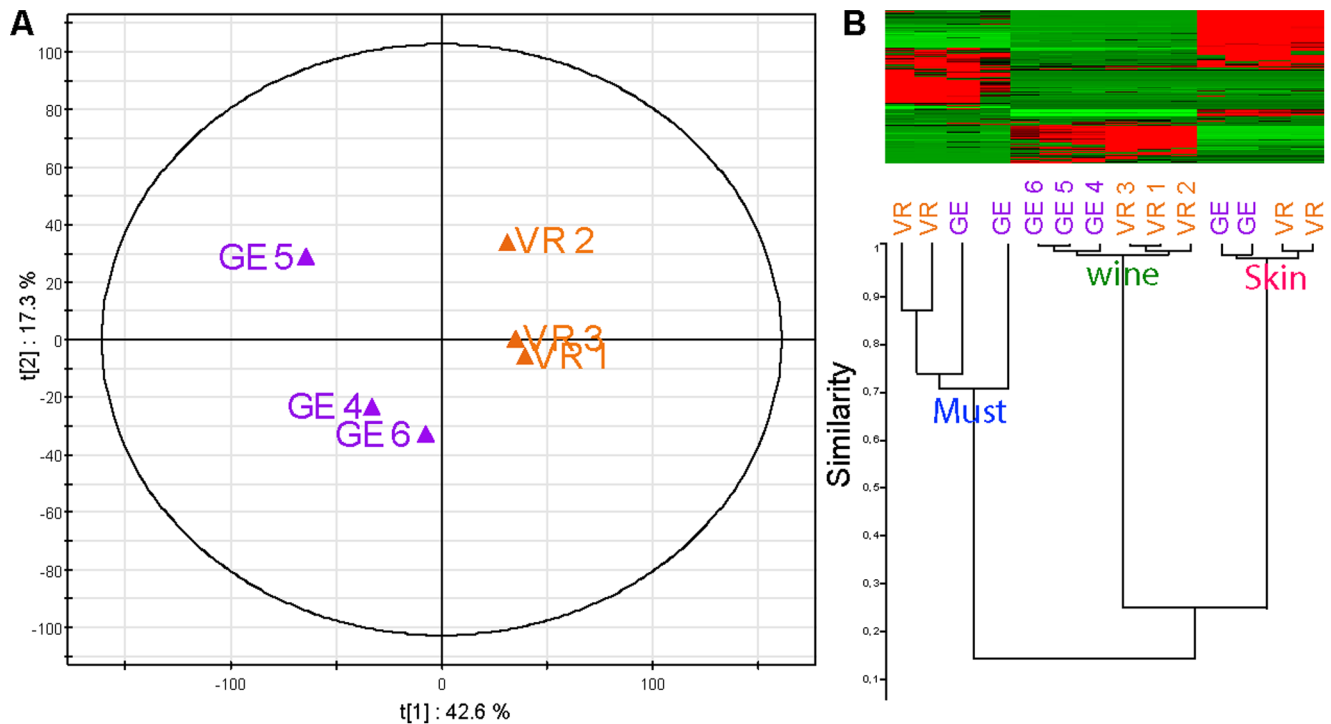 A
100
80
60
40
20
0
-20
-40
-60
-80
-100
t[2] : 17.3 %
GE 5
VR 2
VR 3
VR 1
GE 4
GE 6
-100
0
100
t[1] : 42.6 %
B
VR
VR
GE
GE
GE 6
GE 5
GE 4
VR 3
VR 1
VR 2
GE
GE
VR
VR
1
0,9
0,8
0,7
0,6
0,5
0,4
0,3
0,2
0,1
Similarity
Must
wine
Skin